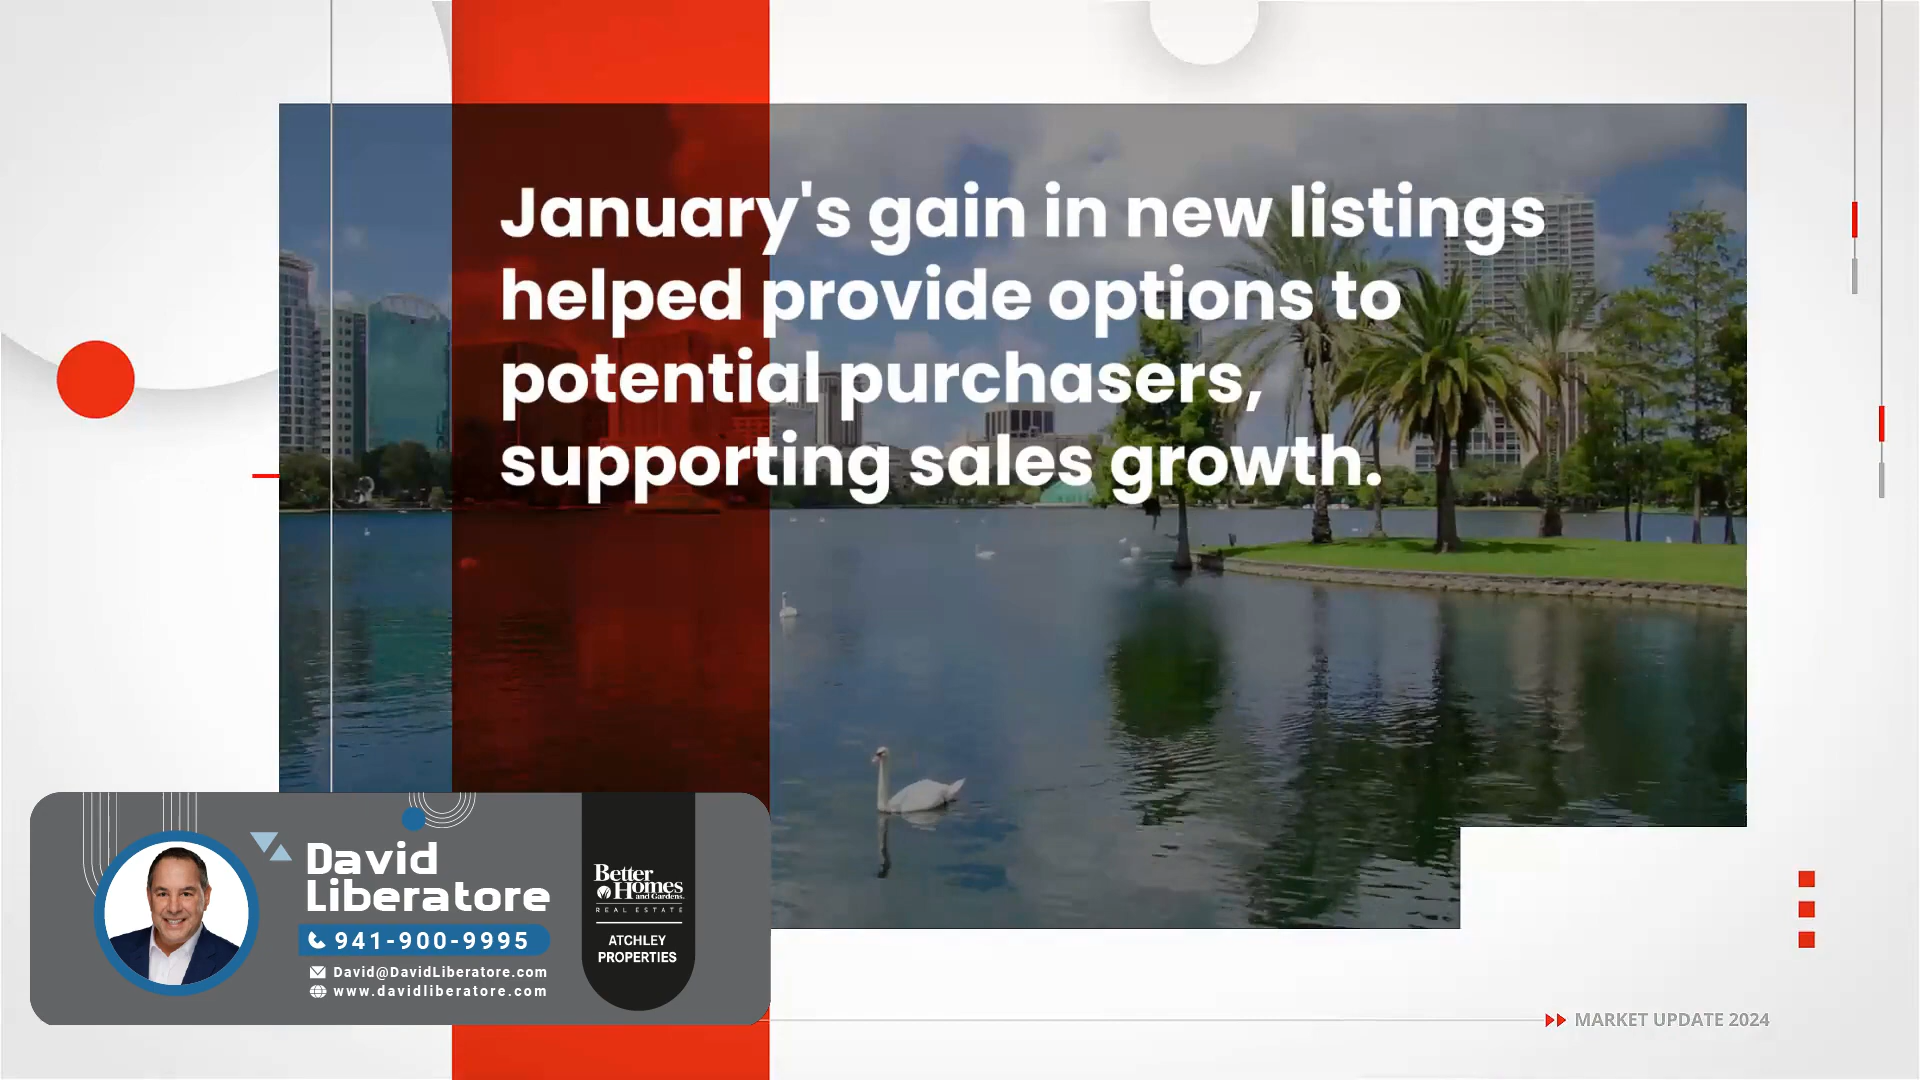 January's gain in new listings
helped provide options to
potential purchasers,
supporting sales growth.
David
Liberatore
941-900-9995
David@DavidLiberatore.com
www.davidliberatore.com
Better
Homes
and Gardens.
REAL ESTATE
ATCHLEY
PROPERTIES
MARKET UPDATE 2024